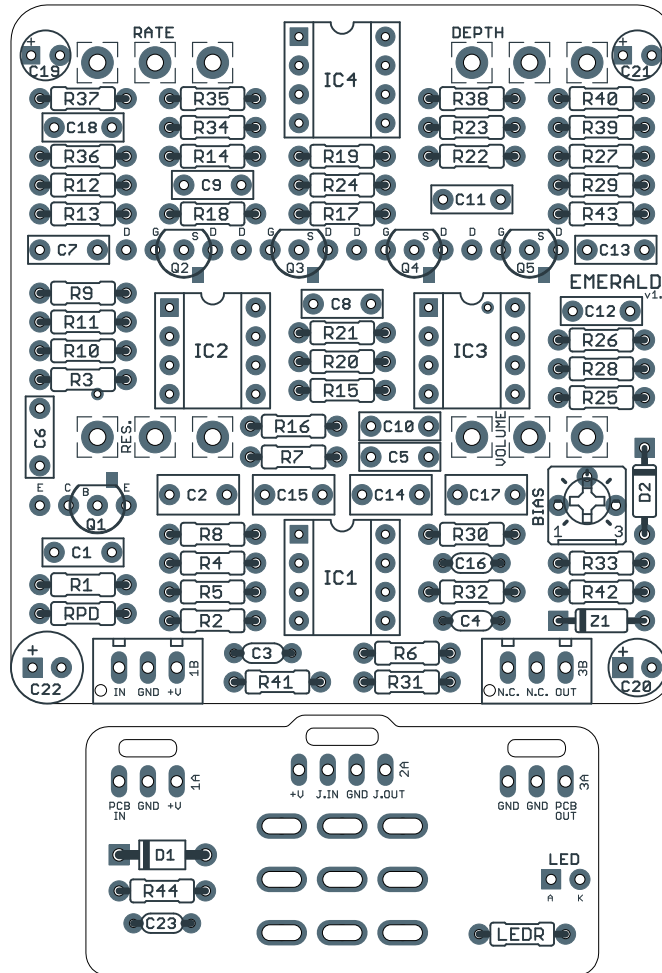 RATE DEPTH
+ C19 IC4 + C21
R37 R35 R38 R40
C18 R34 R23 R39
R36 R14 R19 R22 R27
R12 C9 R24 C11 R29
R13 R18 R17 R43
D G S D D G S D D G S D D G S D
C7 Q2 Q3 Q4 Q5 C13
EMERALD
v1.
R9 C8 C12
R11 R21 R26
R10 IC2 R20 IC3 R28
R3 R15 R25
C6 RES. R16 C10 VOLUME
R7 C5
E C B E
Q1 C2 C15 C14 C17 BIAS D2
1 3
R8 R30
C1 R4 IC1 C16 R33
R1 R5 R32 R42
RPD R2 C4 Z1
+ C22 1B C3 R6 3B + C20
IN GND +V R41 R31 N.C. N.C. OUT
1A 2A 3A
+V J.IN GND J.OUT
PCB IN GND +V GND GND PCB OUT
D1 LED
R44 A K
C23 LEDR